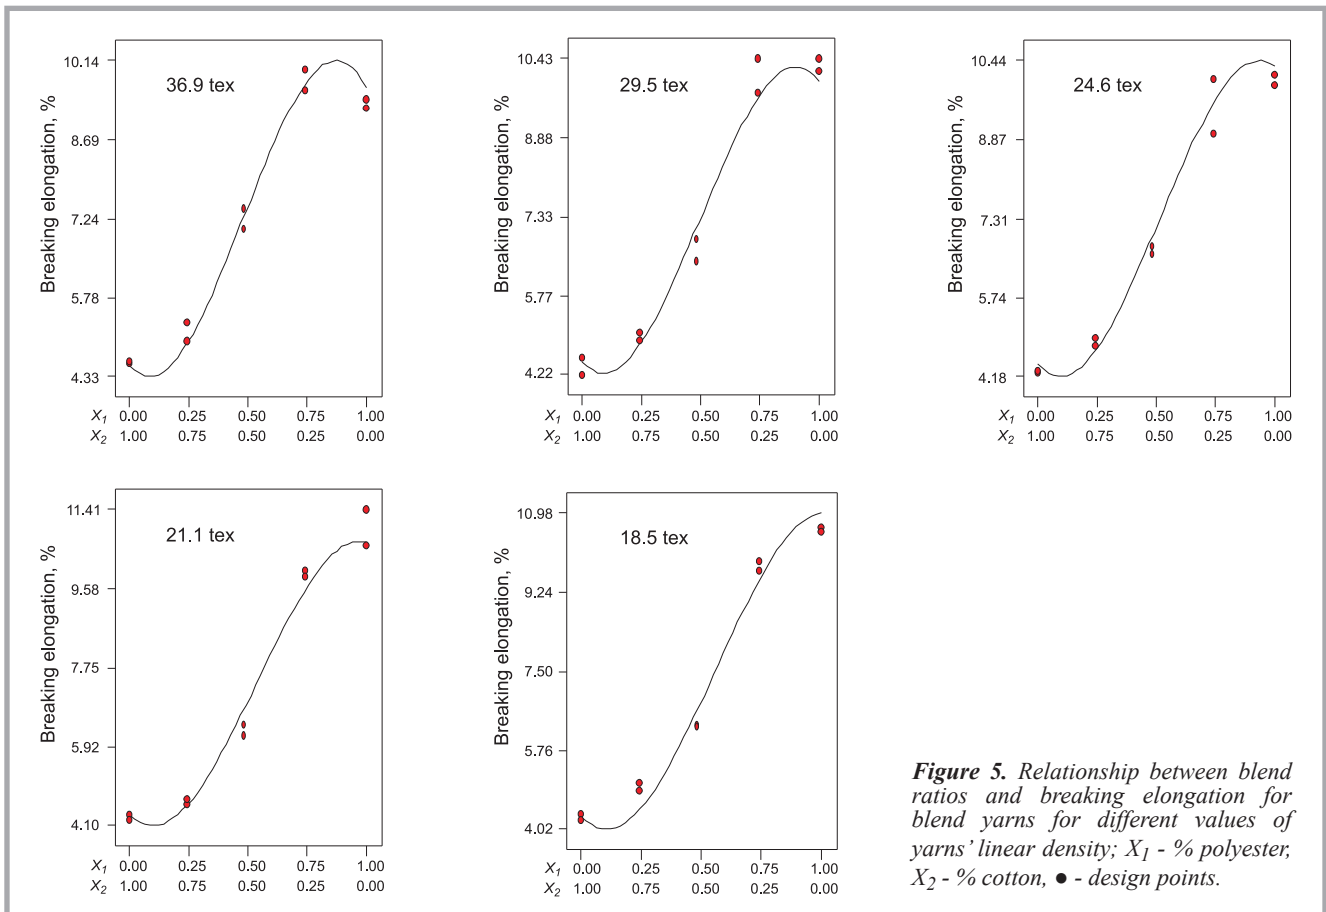 36.9 tex
Breaking elongation, %
10.14
8.69
7.24
5.78
4.33
X1 0.00 0.25 0.50 0.75 1.00
X2 1.00 0.75 0.50 0.25 0.00
29.5 tex
Breaking elongation, %
10.43
8.88
7.33
5.77
4.22
X1 0.00 0.25 0.50 0.75 1.00
X2 1.00 0.75 0.50 0.25 0.00
24.6 tex
Breaking elongation, %
10.44
8.87
7.31
5.74
4.18
X1 0.00 0.25 0.50 0.75 1.00
X2 1.00 0.75 0.50 0.25 0.00
21.1 tex
Breaking elongation, %
11.41
9.58
7.75
5.92
4.10
X1 0.00 0.25 0.50 0.75 1.00
X2 1.00 0.75 0.50 0.25 0.00
18.5 tex
Breaking elongation, %
10.98
9.24
7.50
5.76
4.02
X1 0.00 0.25 0.50 0.75 1.00
X2 1.00 0.75 0.50 0.25 0.00
Figure 5. Relationship between blend
ratios and breaking elongation for
blend yarns for different values of
yarns' linear density; X1 - % polyester,
X2 - % cotton, ● - design points.